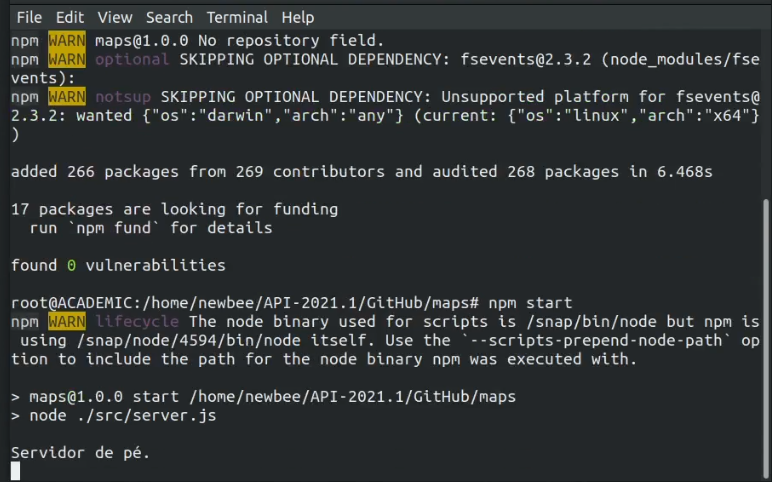 File Edit View Search Terminal Help
npm WARN maps@1.0.0 No repository field.
npm WARN optional SKIPPING OPTIONAL DEPENDENCY: fsevents@2.3.2 (node_modules/fse
vents):
npm WARN notsup SKIPPING OPTIONAL DEPENDENCY: Unsupported platform for fsevents@
2.3.2: wanted {"os":"darwin","arch":"any"} (current: {"os":"linux","arch":"x64"}
)
added 266 packages from 269 contributors and audited 268 packages in 6.468s
17 packages are looking for funding
run `npm fund` for details
found 0 vulnerabilities
root@ACADEMIC:/home/newbee/API-2021.1/GitHub/maps# npm start
npm WARN lifecycle The node binary used for scripts is /snap/bin/node but npm is
using /snap/node/4594/bin/node itself. Use the `--scripts-prepend-node-path` op
tion to include the path for the node binary npm was executed with.
> maps@1.0.0 start /home/newbee/API-2021.1/GitHub/maps
> node ./src/server.js
Servidor de pé.